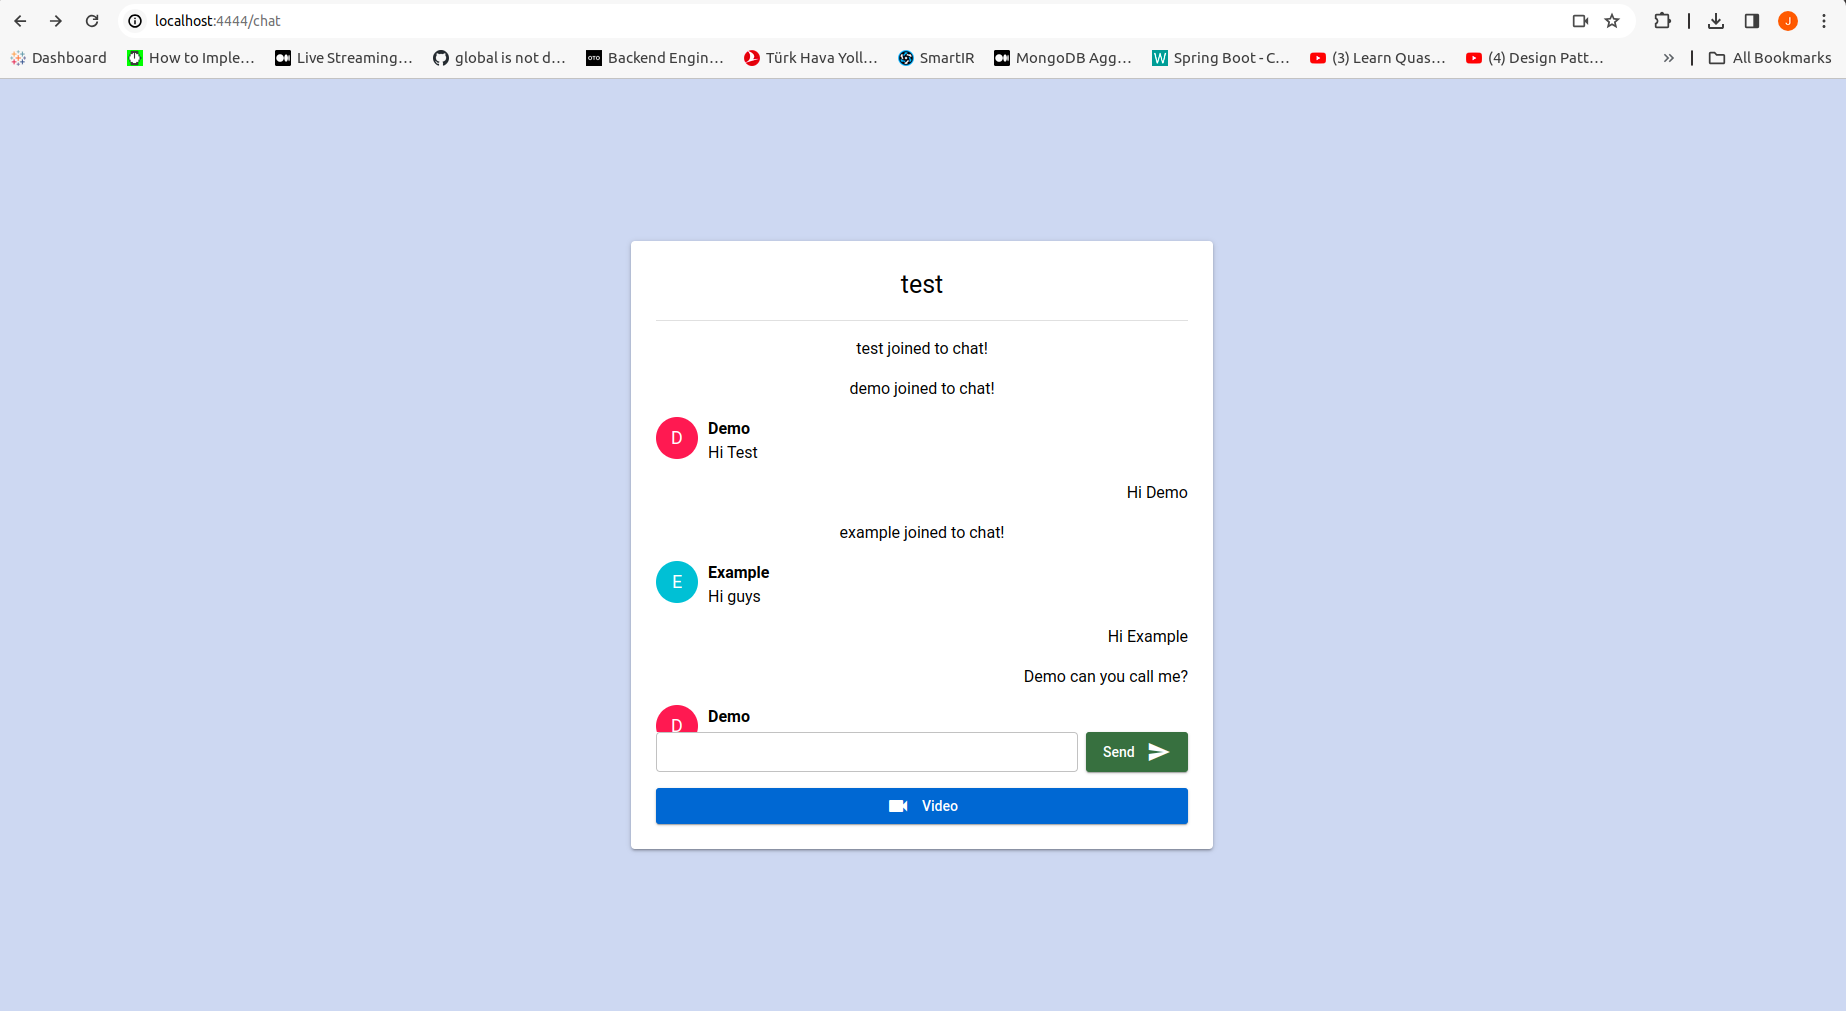 localhost:4444/chat
J
Dashboard
How to Imple...
Live Streaming...
global is not d...
OTO
Backend Engin...
Türk Hava Yoll...
SmartIR
MongoDB Agg...
W
Spring Boot - C...
(3) Learn Quas...
(4) Design Patt...
»
All Bookmarks
test
test joined to chat!
demo joined to chat!
D
Demo
Hi Test
Hi Demo
example joined to chat!
E
Example
Hi guys
Hi Example
Demo can you call me?
D
Demo
Send
Video